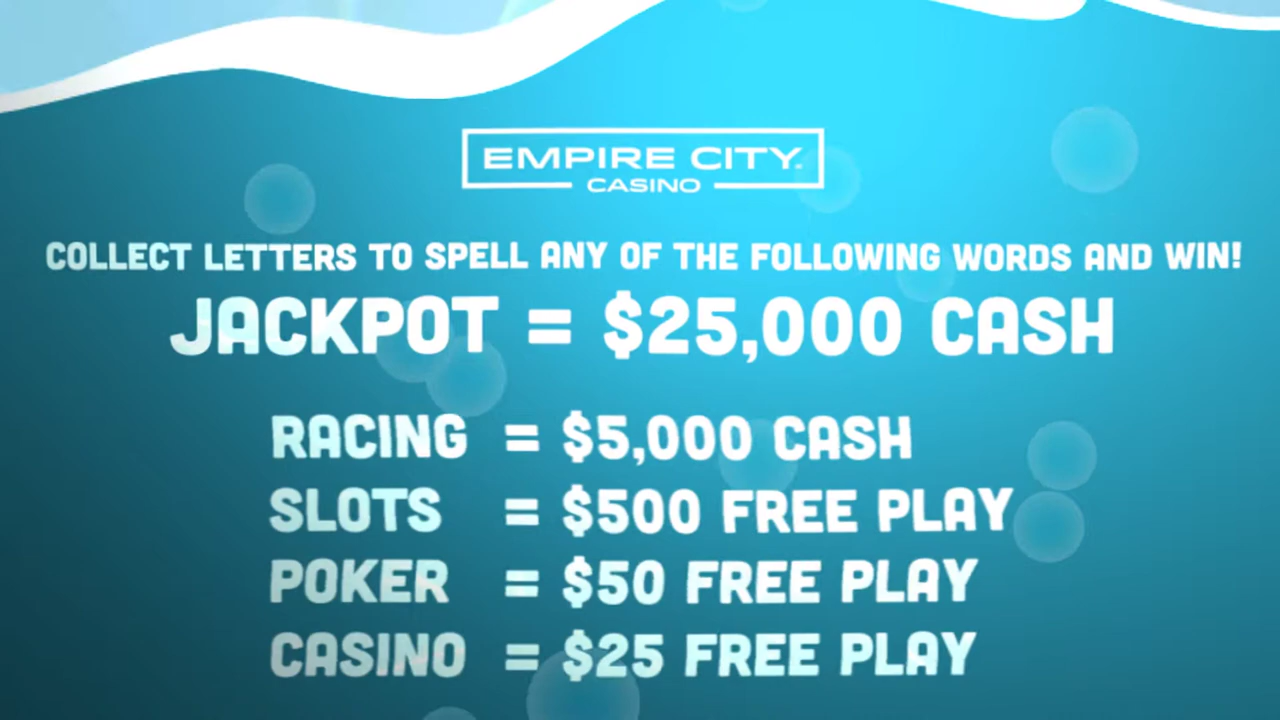 EMPIRE CITY.
CASINO
COLLECT LETTERS TO SPELL ANY OF THE FOLLOWING WORDS AND WIN!
JACKPOT = $25,000 CASH
RACING = $5,000 CASH
SLOTS = $500 FREE PLAY
POKER = $50 FREE PLAY
CASINO = $25 FREE PLAY